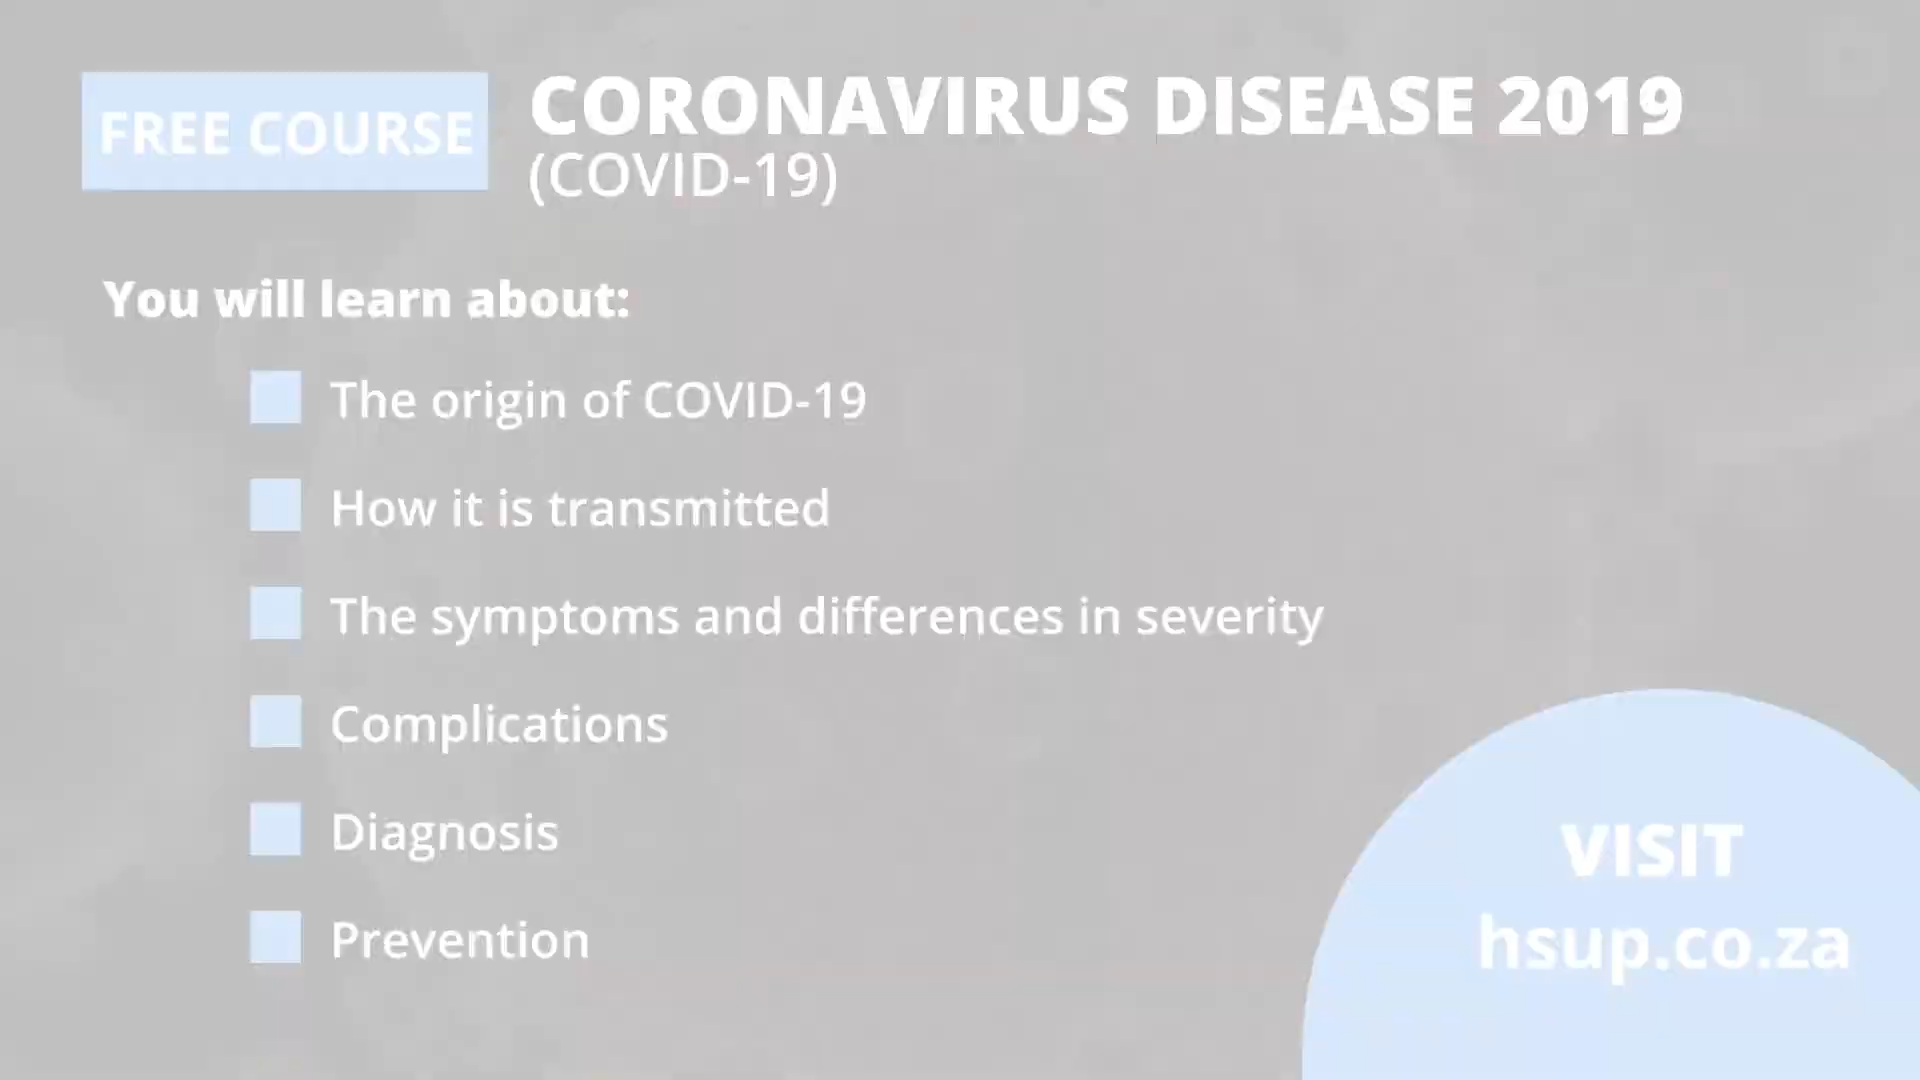 FREE COURSE
CORONAVIRUS DISEASE 2019
(COVID-19)
You will learn about:
The origin of COVID-19
How it is transmitted
The symptoms and differences in severity
Complications
Diagnosis
Prevention
VISIT
hsup.co.za